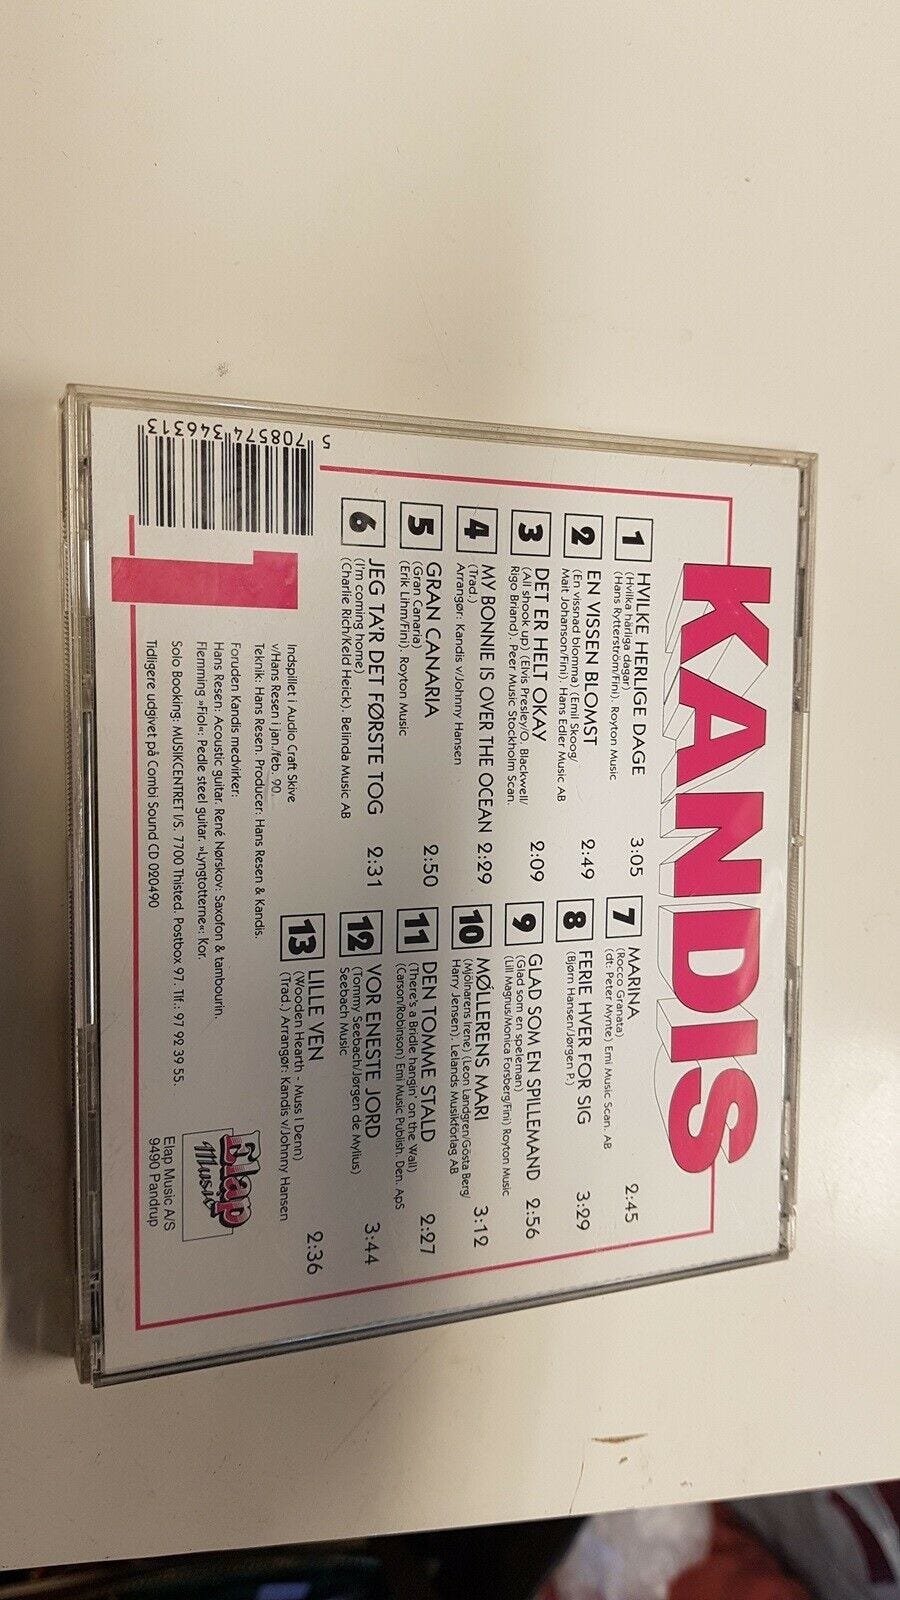 KANDIS
1 HVILKE HERLIGE DAGE 3:05
(Hvilka härliga dagar)
(Hans Rytterström/Fini). Royton Music
2 EN VISSEN BLOMST 2:49
(En vissnad blomma) (Emil Skoog/
Mait Johanson/Fini). Hans Edler Music AB
3 DET ER HELT OKAY 2:09
(All shook up) (Elvis Presley/O. Blackwell/
Rigo Briand). Peer Music Stockholm Scan.
4 MY BONNIE IS OVER THE OCEAN 2:29
(Trad.)
Arrangør: Kandis v/Johnny Hansen
5 GRAN CANARIA 2:50
(Gran Canaria)
(Erik Lihm/Fini). Royton Music
6 JEG TA'R DET FØRSTE TOG 2:31
(I'm coming home)
(Charlie Rich/Keld Heick). Belinda Music AB
7 MARINA 2:45
(Rocco Granata)
(dt: Peter Mynte) Emi Music Scan. AB
8 FERIE HVER FOR SIG 3:29
(Bjørn Hansen/Jørgen P.)
9 GLAD SOM EN SPILLEMAND 2:56
(Glad som en speleman)
(Lill Magnus/Monica Forsberg/Fini) Royton Music
10 MØLLERENS MARI 3:12
(Mjölnarens Irene) (Leon Landgren/Gösta Berg/
Harry Jensen). Lelands Musikförlag AB
11 DEN TOMME STALD 2:27
(There's a Bridle hangin' on the Wall)
(Carson/Robinson) Emi Music Publish. Den. ApS
12 VOR ENESTE JORD 3:44
(Tommy Seebach/Jørgen de Mylius)
Seebach Music
13 LILLE VEN 2:36
(Wooden Hearth - Muss I Denn)
(Trad.) Arrangør: Kandis v/Johnny Hansen
5 708574 346313
1
Indspillet i Audio Craft Skive
v/Hans Resen i jan./feb. 90
Teknik: Hans Resen. Producer: Hans Resen & Kandis.
Foruden Kandis medvirker:
Hans Resen: Acoustic guitar. René Nørskov: Saxofon & tambourin.
Flemming »Fiol«: Pedle steel guitar. »Lyngtotterne«: Kor.
Solo Booking: MUSIKCENTRET I/S. 7700 Thisted. Postbox 97. Tlf.: 97 92 39 55.
Tidligere udgivet på Combi Sound CD 020490
Elap
Music
Elap Music A/S
9490 Pandrup